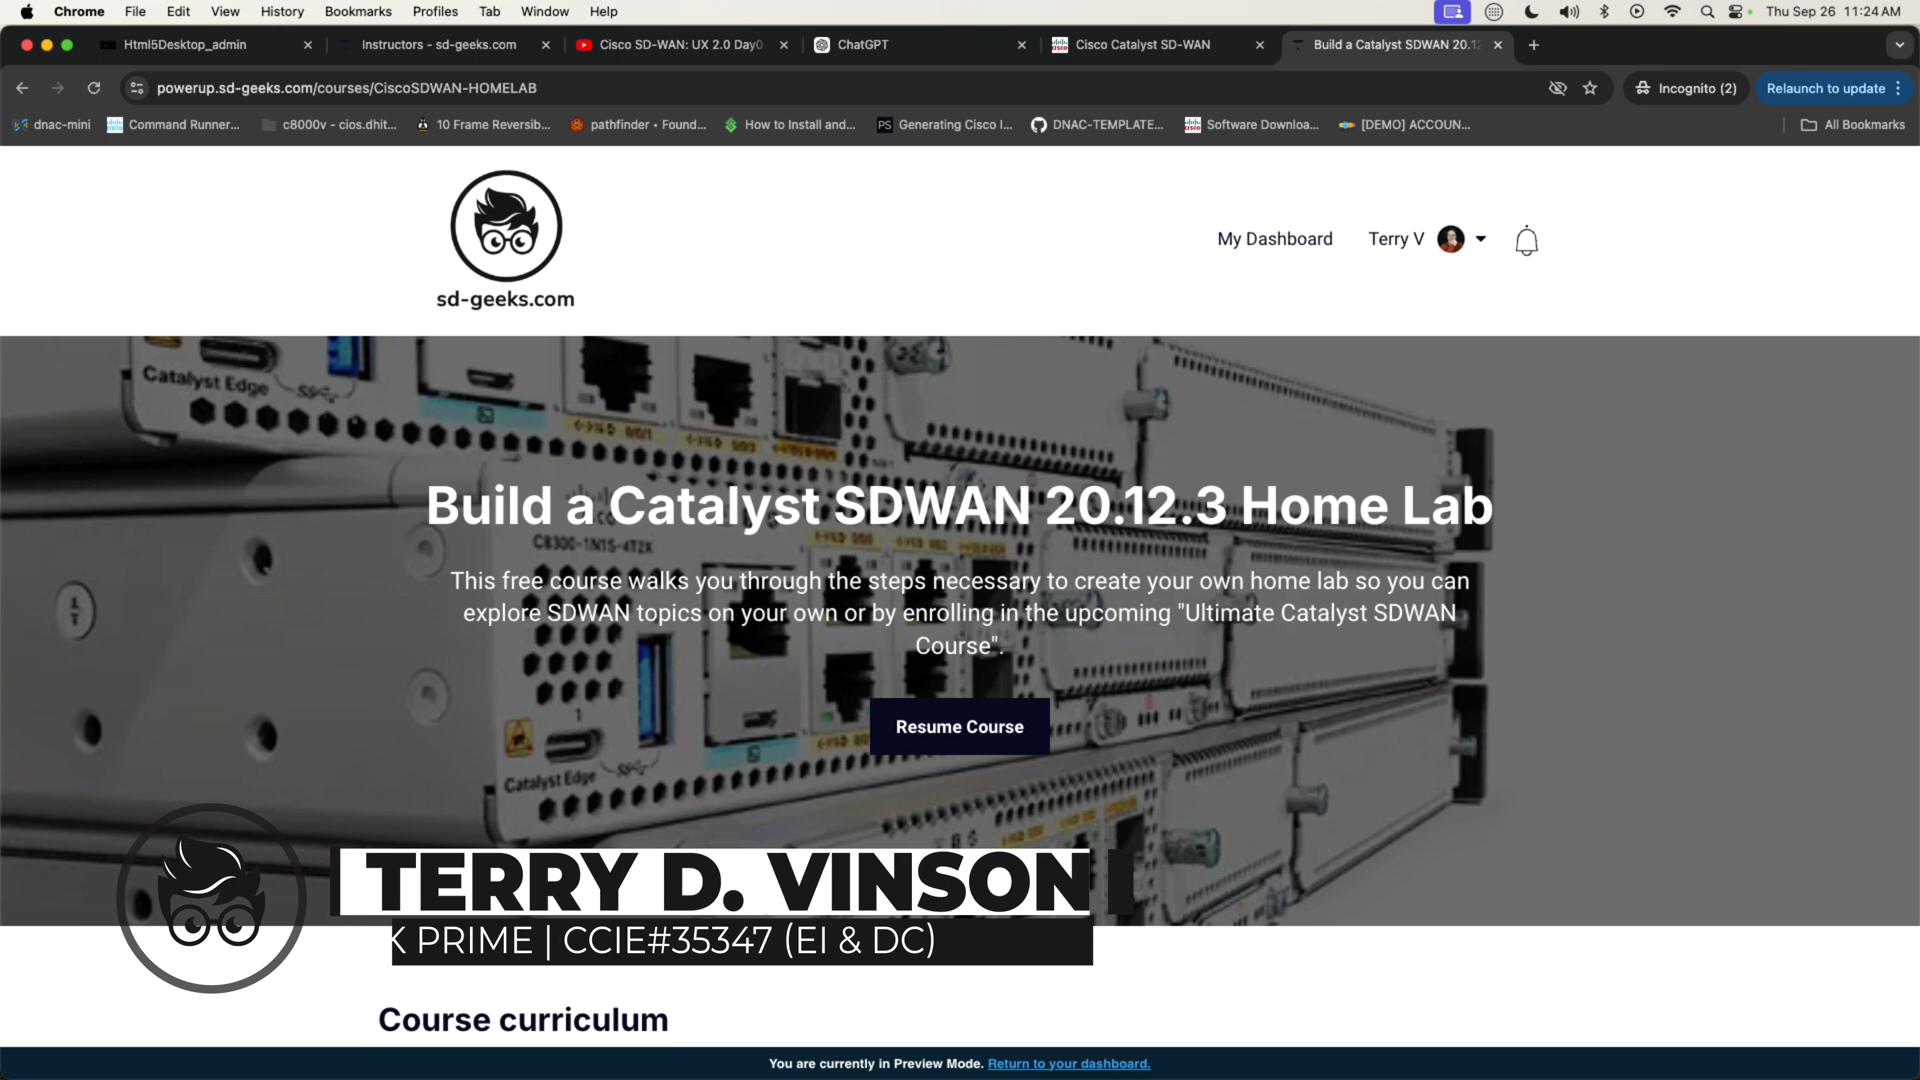 Chrome File Edit View History Bookmarks Profiles Tab Window Help Thu Sep 26 11:24 AM
Html5Desktop_admin Instructors - sd-geeks.com Cisco SD-WAN: UX 2.0 Day0 ChatGPT Cisco Catalyst SD-WAN Build a Catalyst SDWAN 20.12
powerup.sd-geeks.com/courses/CiscoSDWAN-HOMELAB Incognito (2) Relaunch to update
dnac-mini Command Runner... c8000v - cios.dhit... 10 Frame Reversib... pathfinder • Found... How to Install and... PS Generating Cisco I... DNAC-TEMPLATE... Software Downloa... [DEMO] ACCOUN... All Bookmarks
My Dashboard Terry V
sd-geeks.com
Catalyst Edge
Build a Catalyst SDWAN 20.12.3 Home Lab
C8300-1N1S-4T2X
This free course walks you through the steps necessary to create your own home lab so you can
explore SDWAN topics on your own or by enrolling in the upcoming "Ultimate Catalyst SDWAN
Course".
Resume Course
Catalyst Edge
TERRY D. VINSON
K PRIME | CCIE#35347 (EI & DC)
Course curriculum
You are currently in Preview Mode. Return to your dashboard.